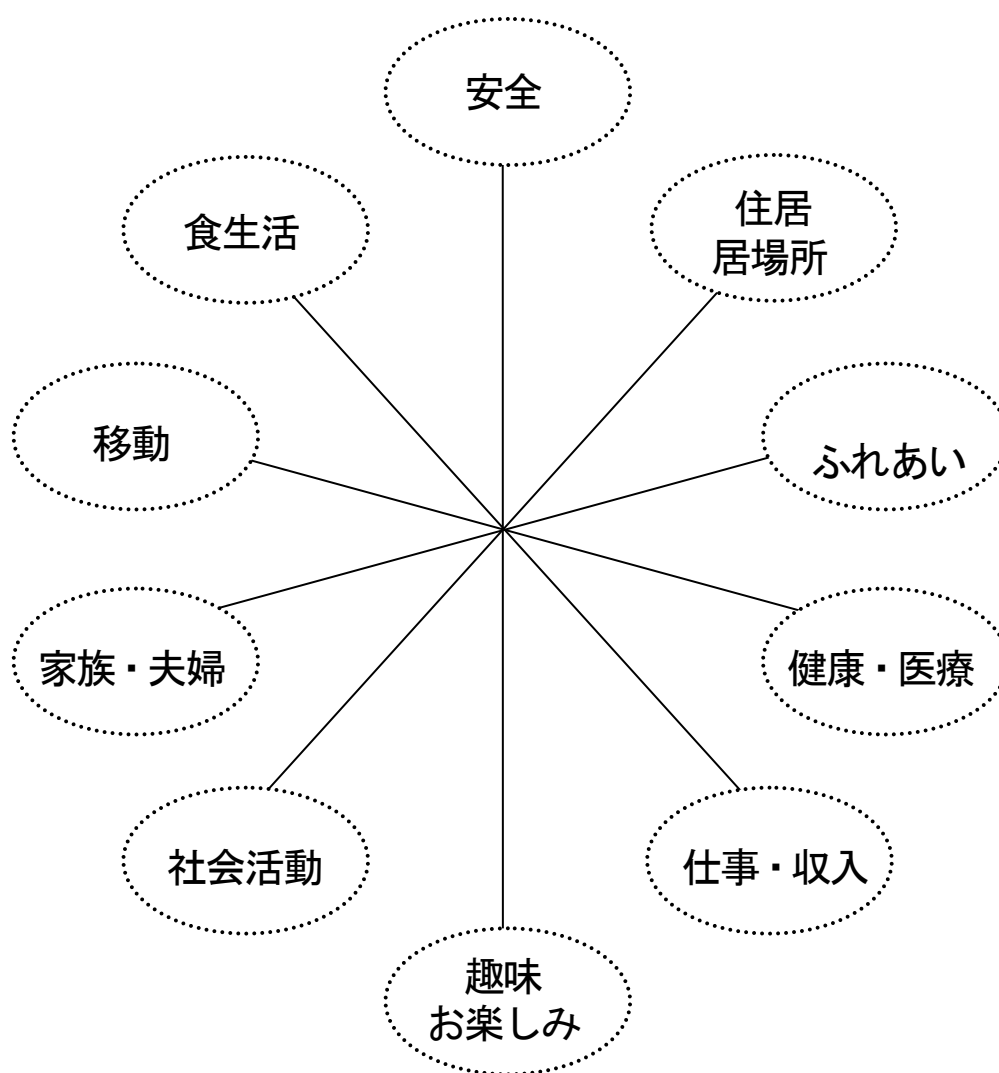 安全
食生活
住居
居場所
移動
ふれあい
家族・夫婦
健康・医療
社会活動
仕事・収入
趣味
お楽しみ